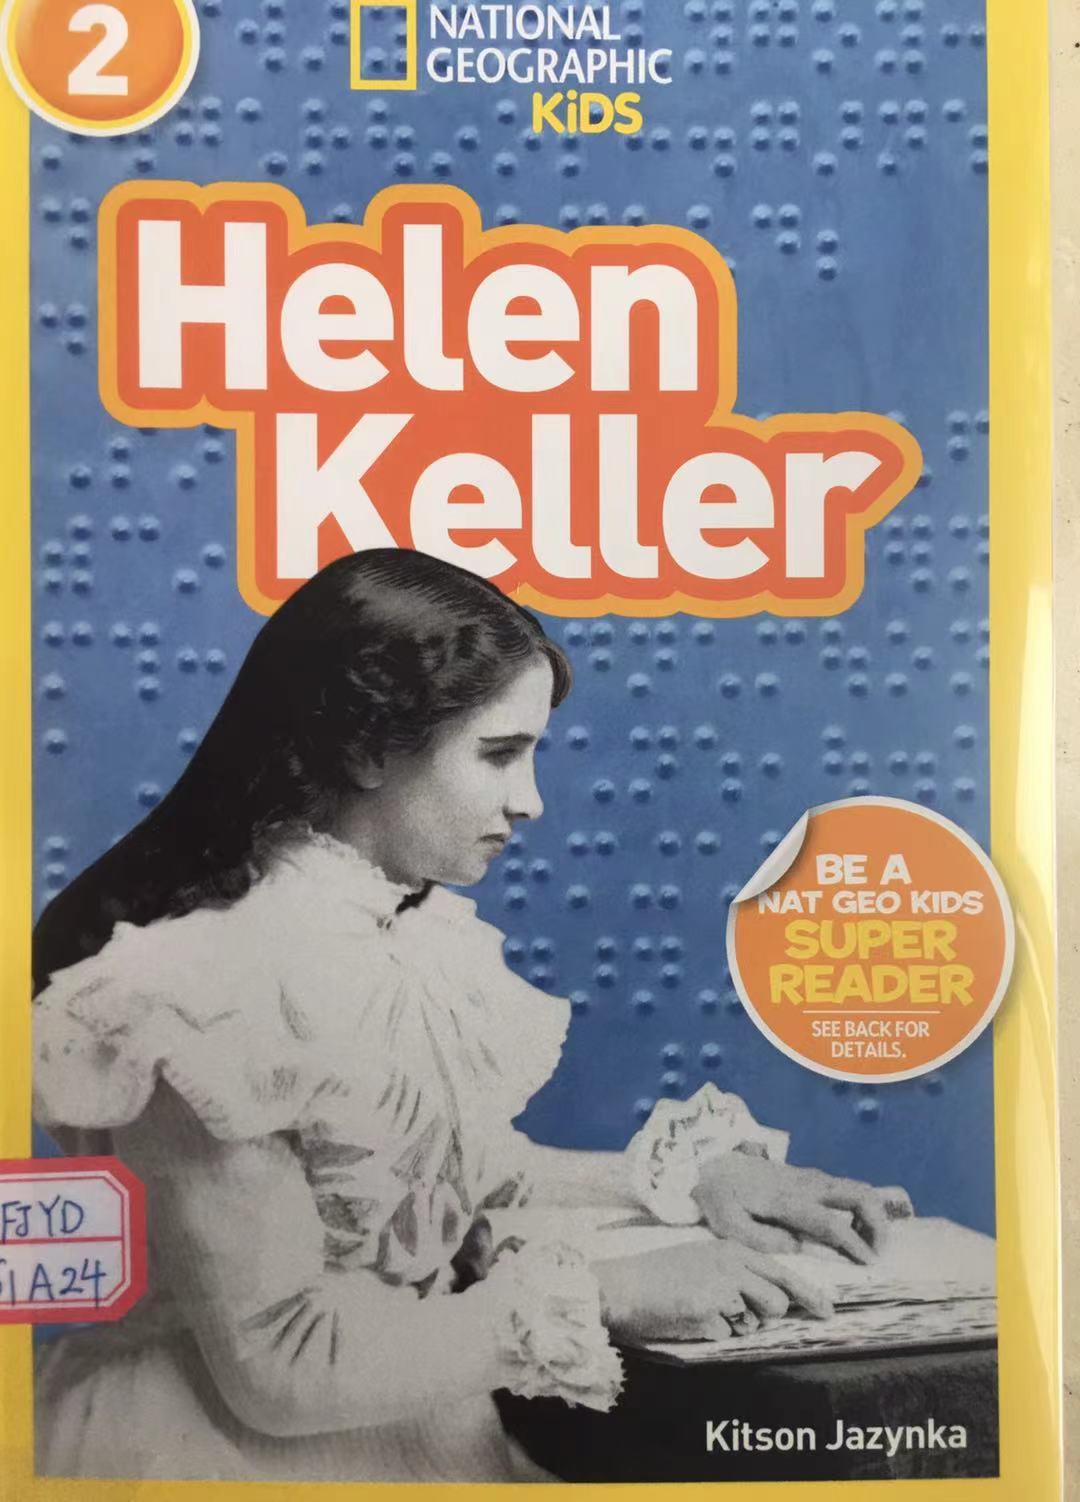 2
NATIONAL
GEOGRAPHIC
KiDS
Helen
Keller
BE A
NAT GEO KIDS
SUPER
READER
SEE BACK FOR
DETAILS.
FJYD
A24
Kitson Jazynka